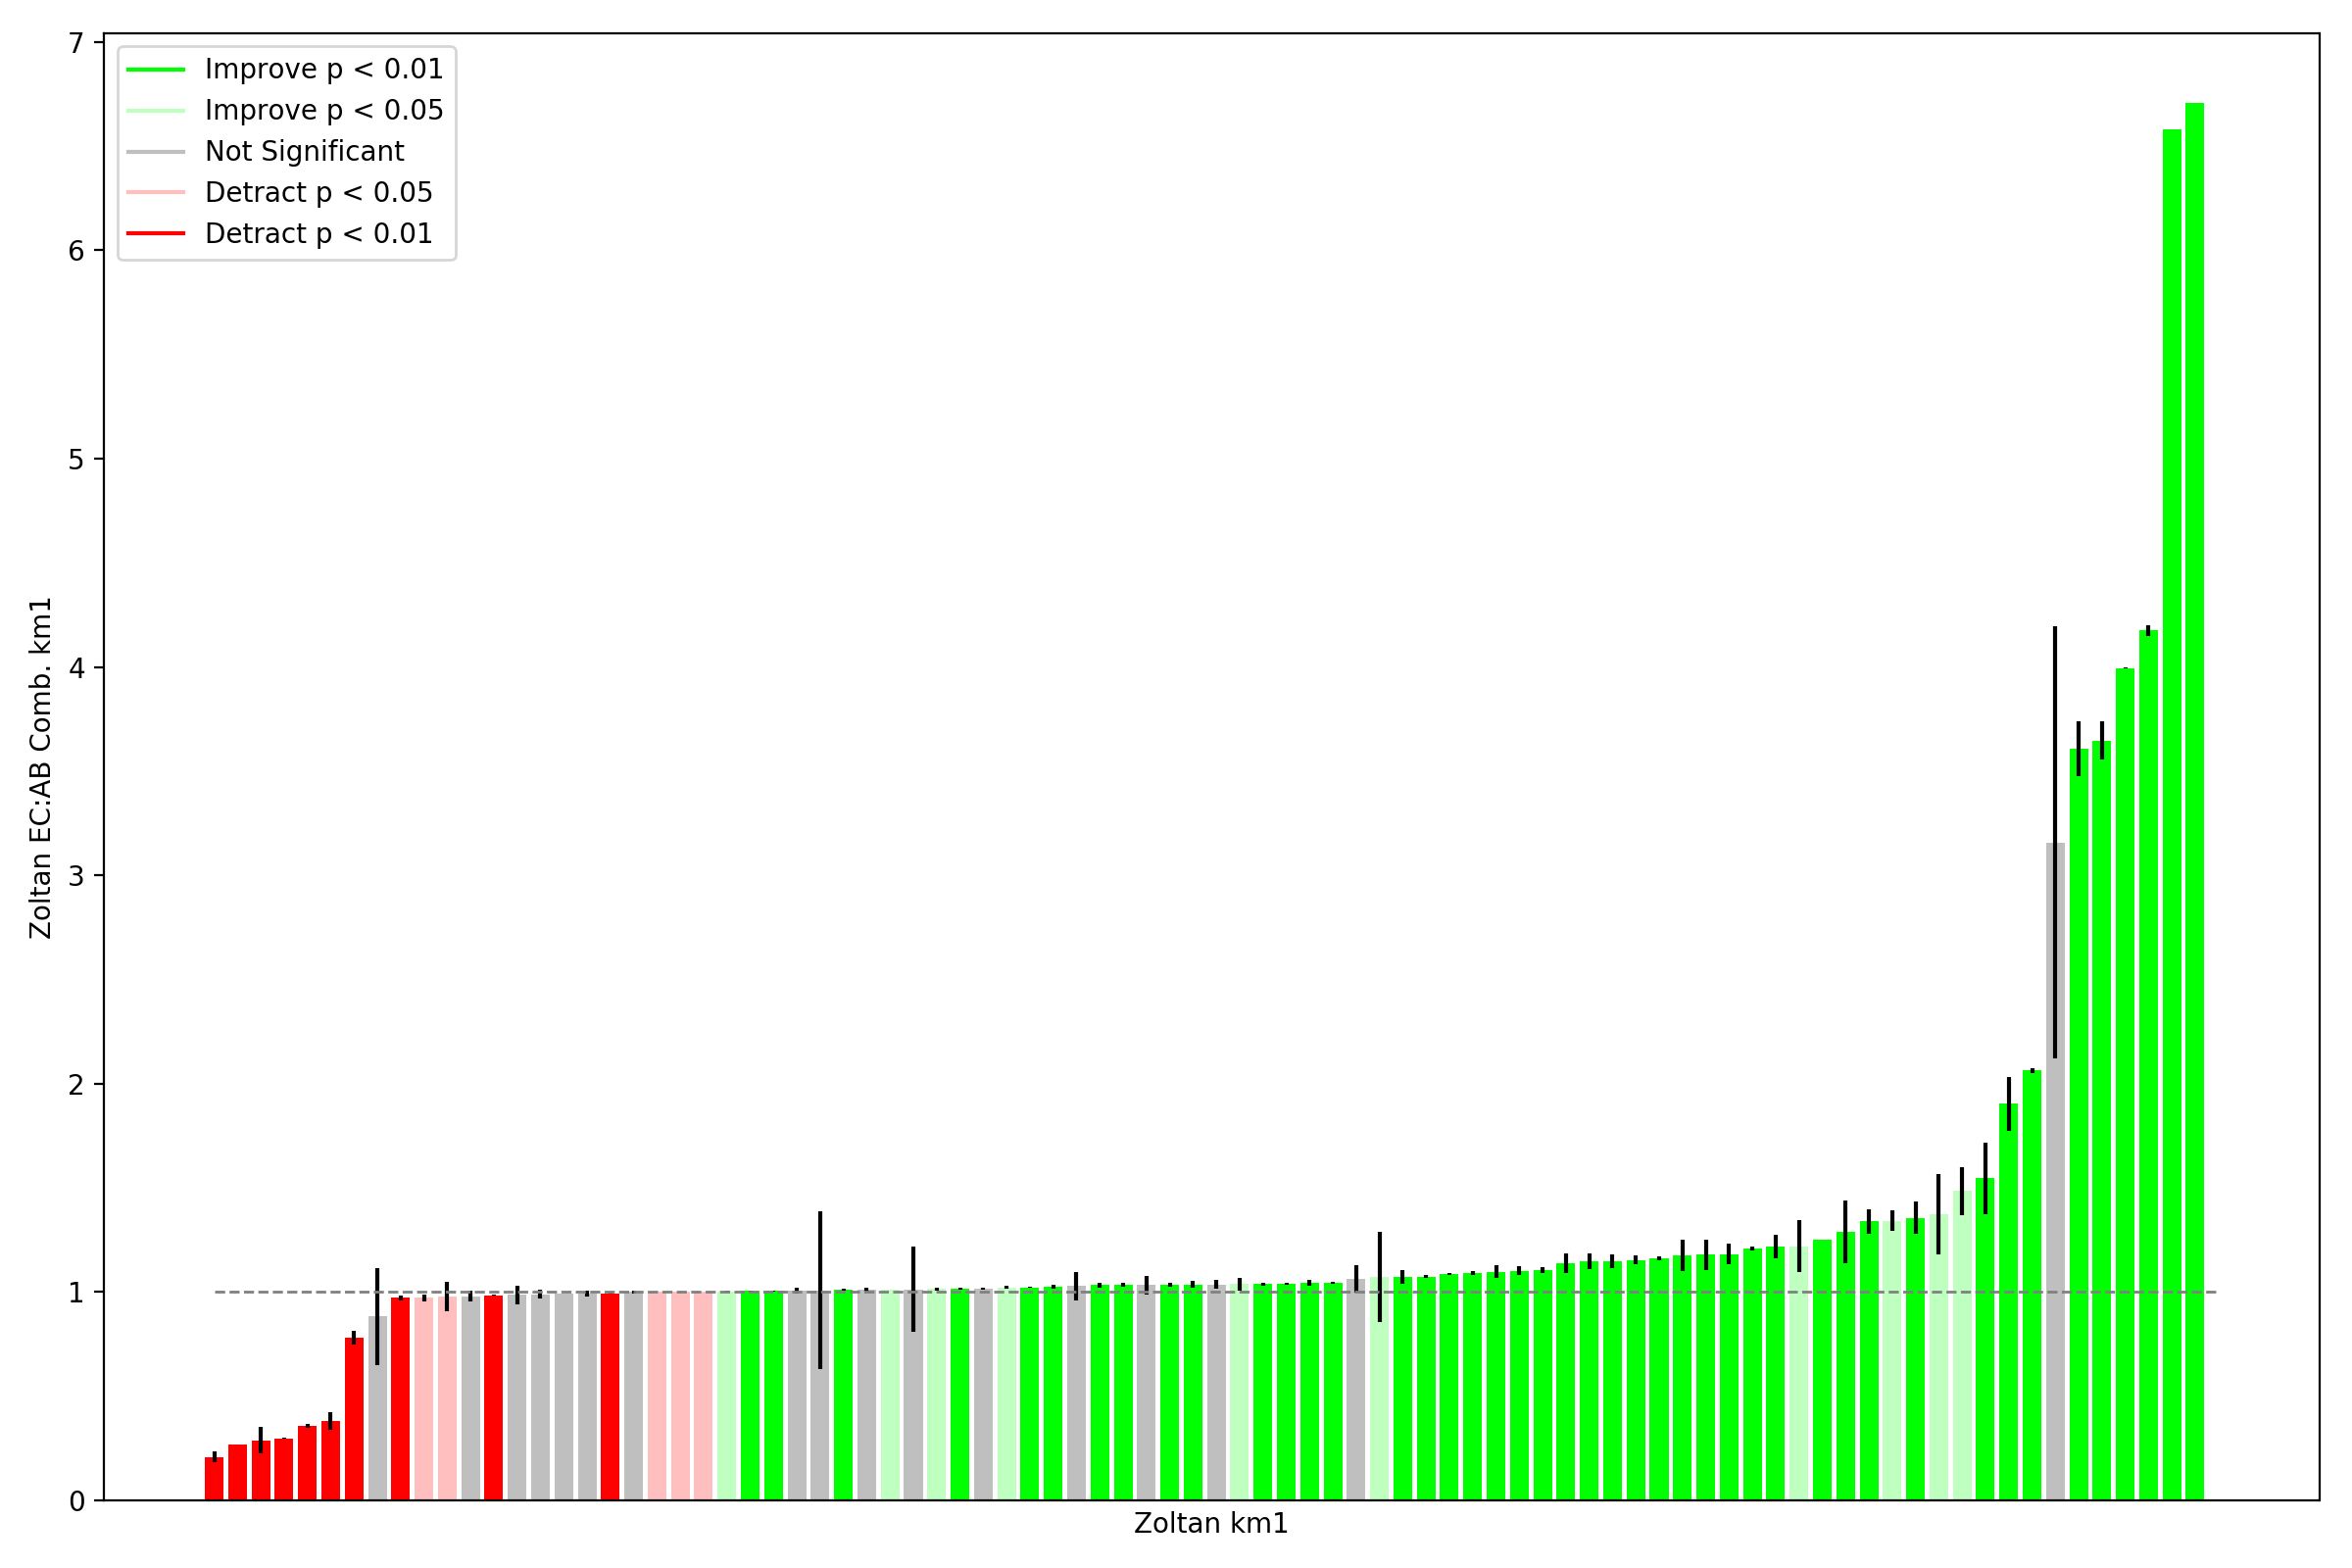 7
6
5
4
3
2
1
0
Zoltan EC:AB Comb. km1
Improve p < 0.01
Improve p < 0.05
Not Significant
Detract p < 0.05
Detract p < 0.01
Zoltan km1